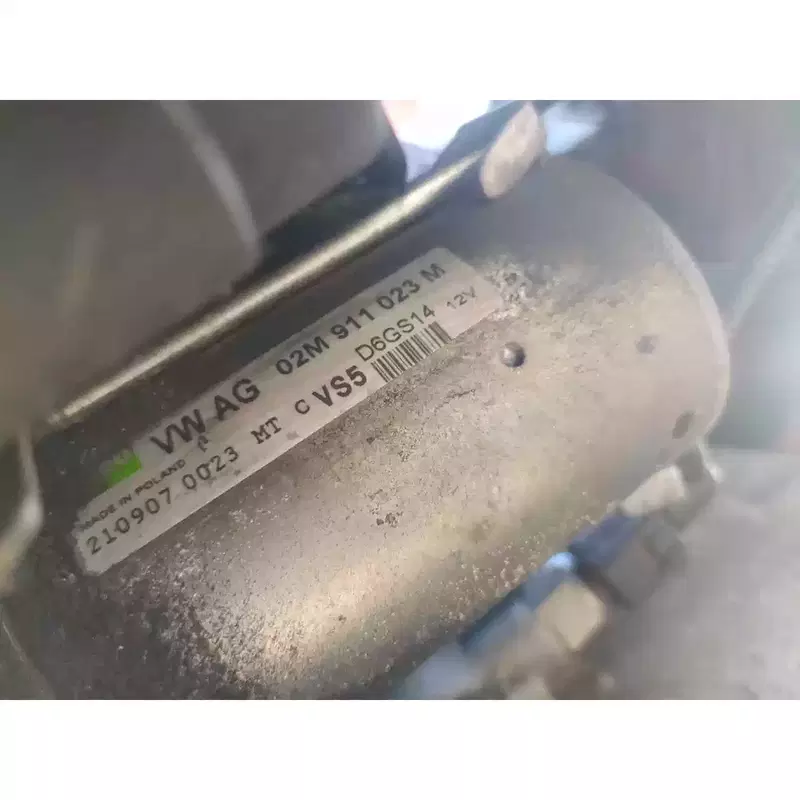 VW AG 02M 911 023 M
MADE IN POLAND VS5 D6GS14 12V
210907 0023 MT C